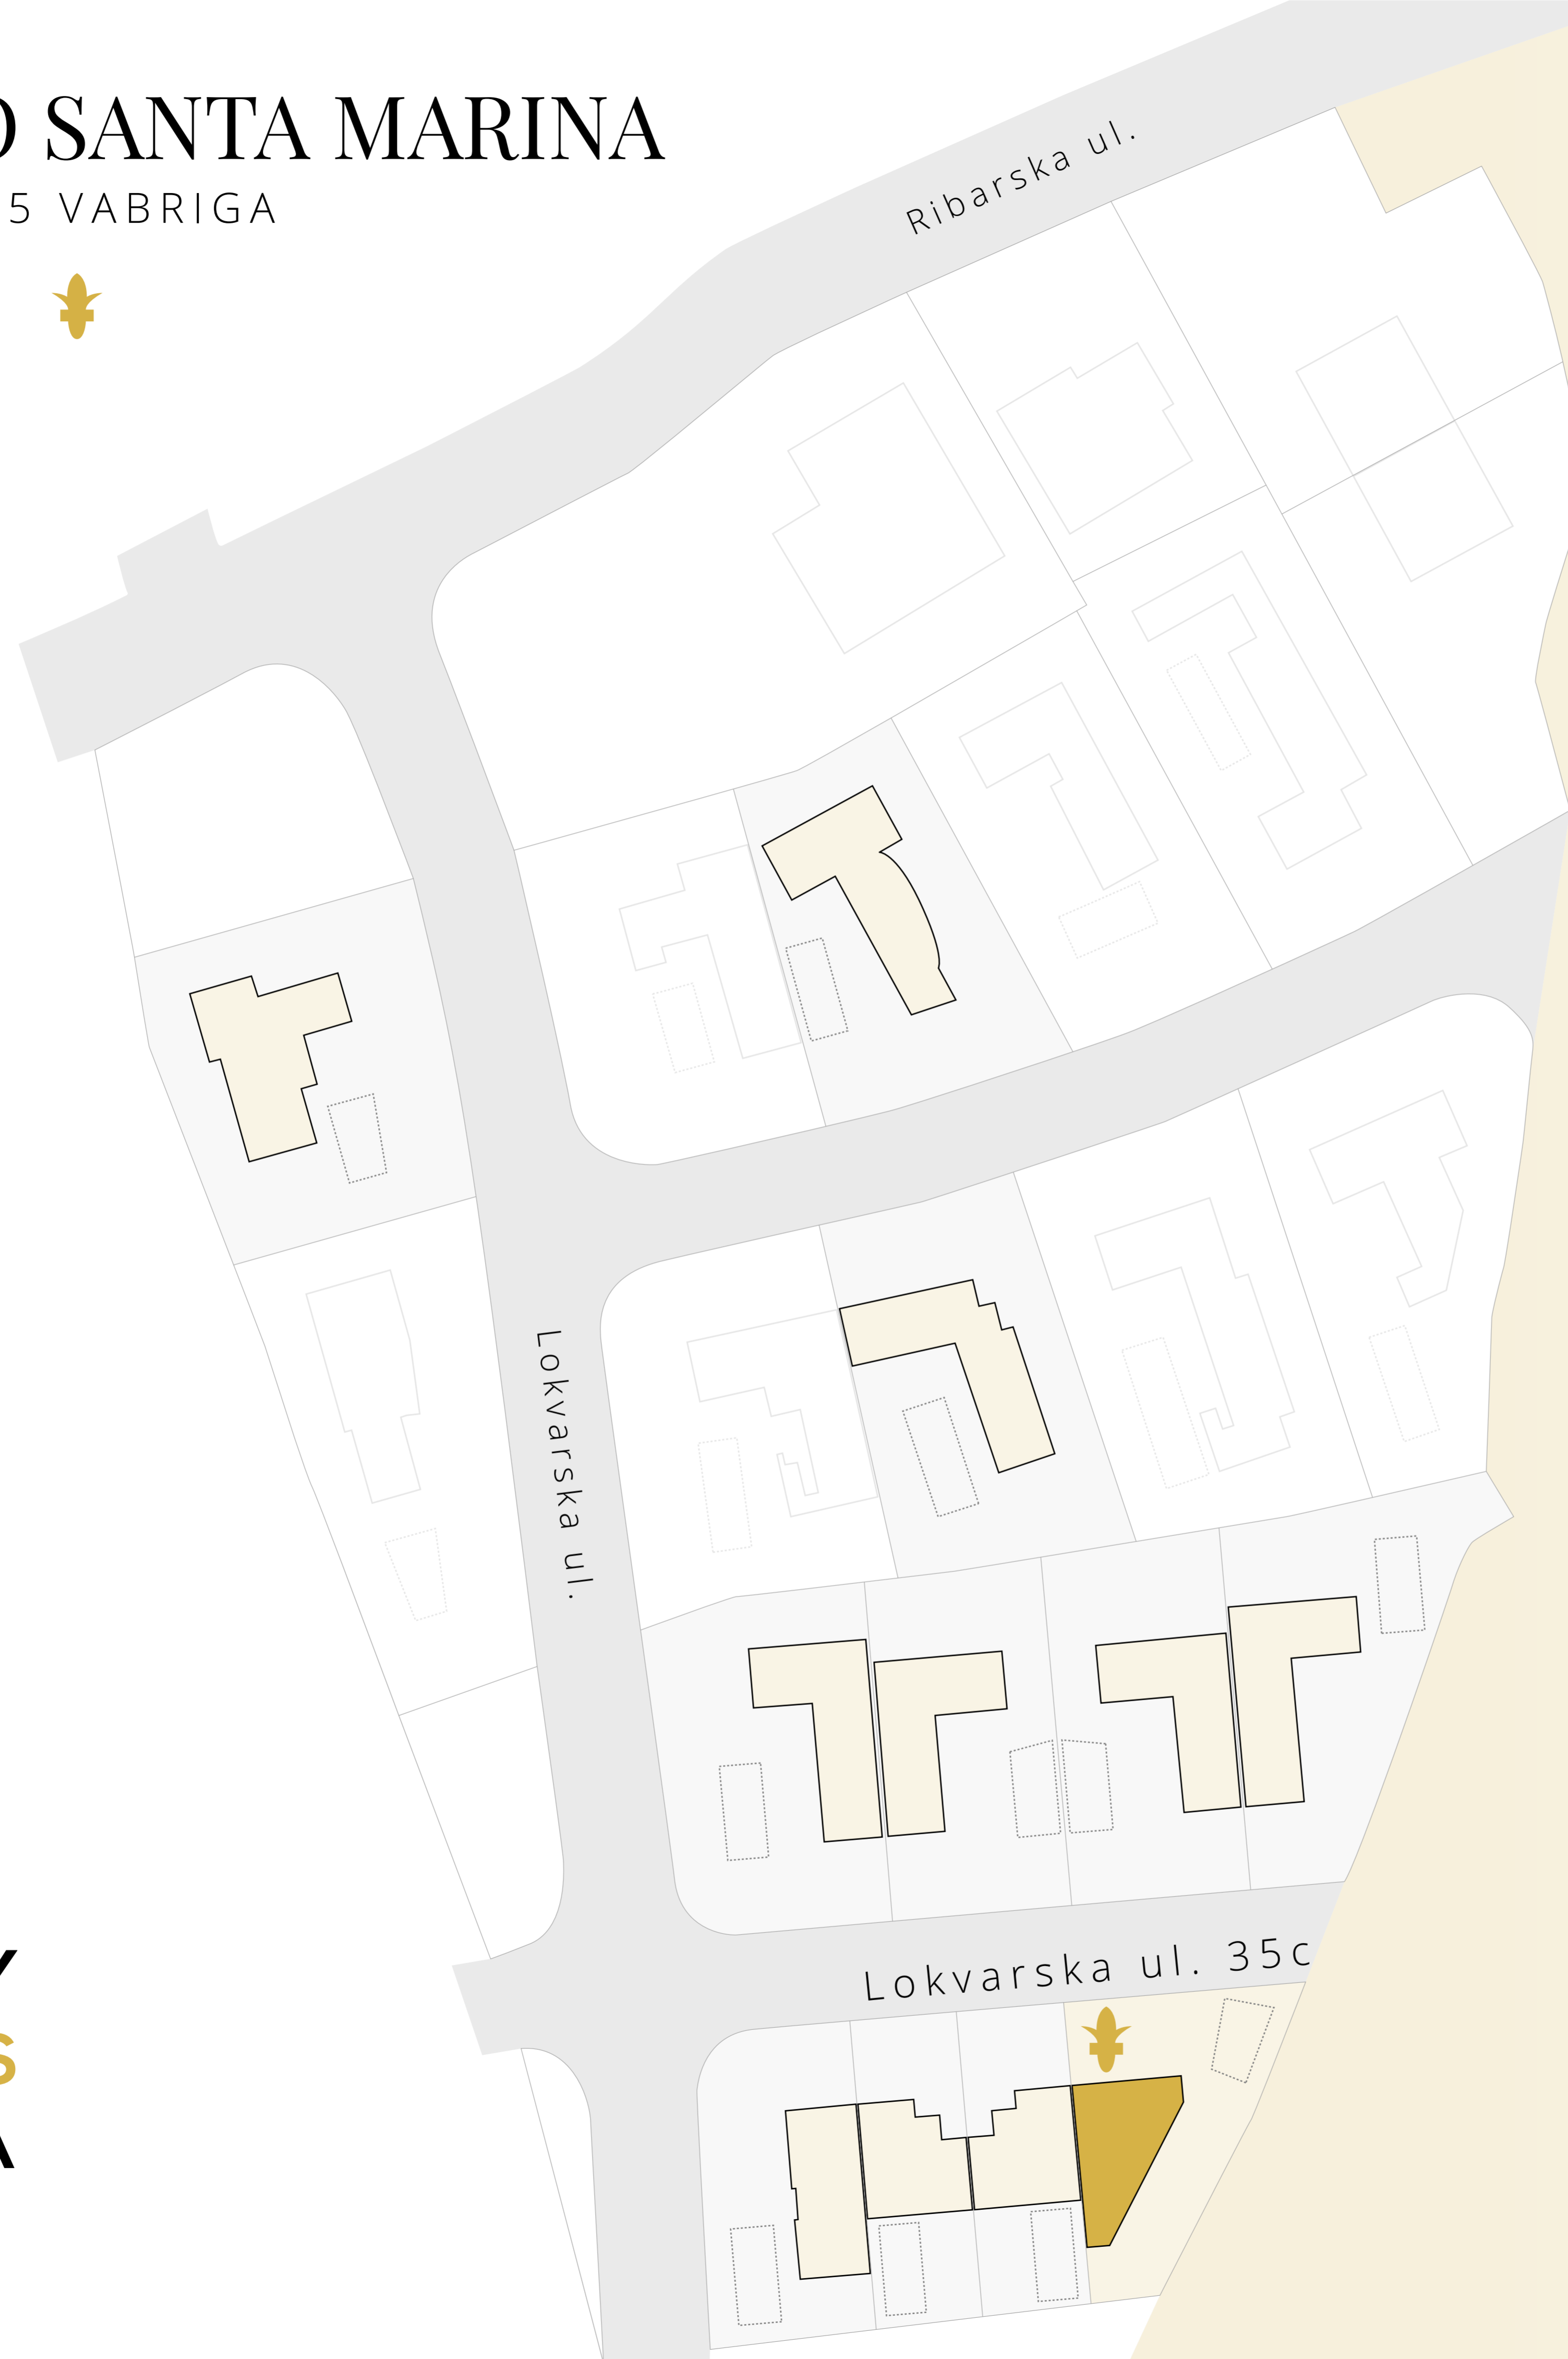 SANTA MARINA
5 VABRIGA
Ribarska ul.
Lokvarska ul.
Lokvarska ul. 35c